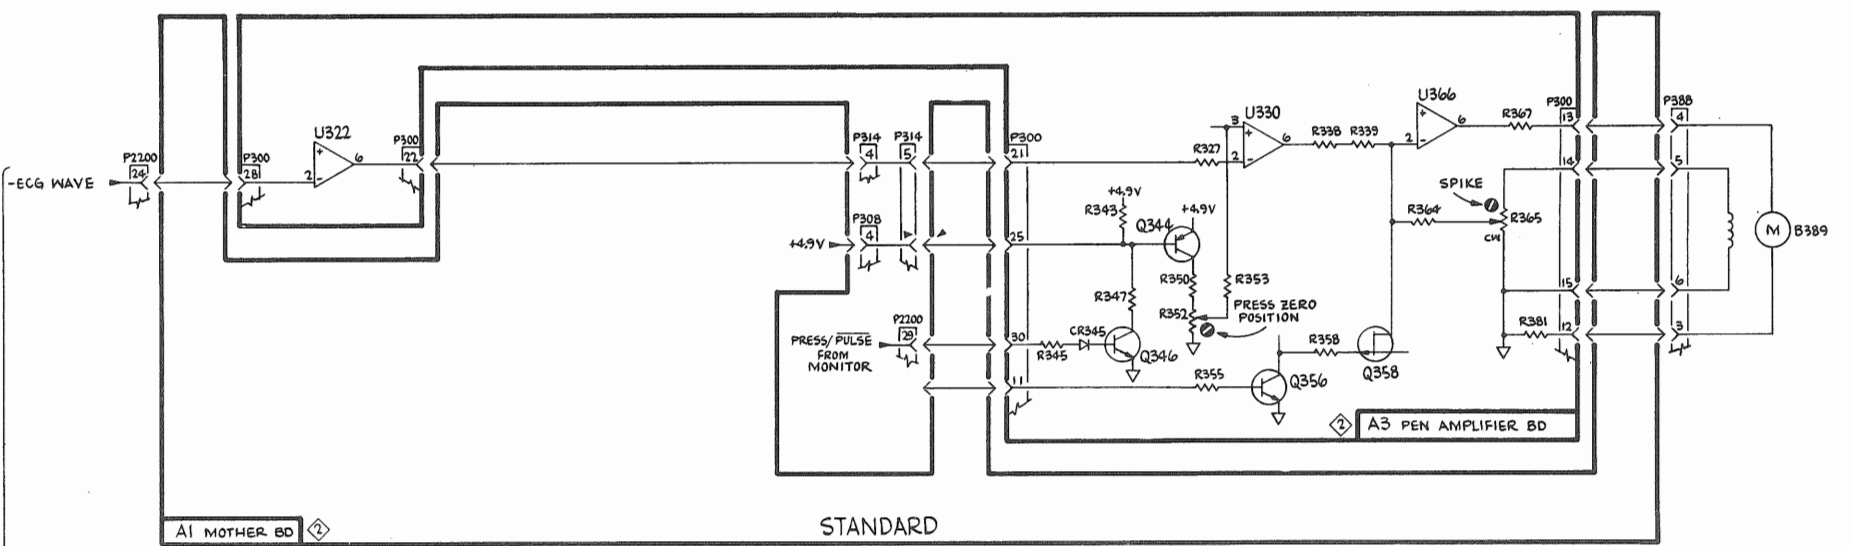 -ECG WAVE
P2200
24
P300
28
U322
+
-
2
6
P300
22
P314
4
P314
5
P308
4
+4.9V
P2200
29
PRESS/PULSE
FROM
MONITOR
P300
21
25
30
11
R327
3
2
+
-
U330
6
R338
R339
U366
+
-
2
6
R367
P300
13
14
15
12
P388
4
5
6
3
M
B389
+4.9V
R343
Q344
+4.9V
R350
R353
R347
R352
PRESS ZERO
POSITION
CR345
R345
Q346
R355
Q356
R358
Q358
SPIKE
R364
R365
CW
R381
2
A3 PEN AMPLIFIER BD
A1 MOTHER BD
2
STANDARD